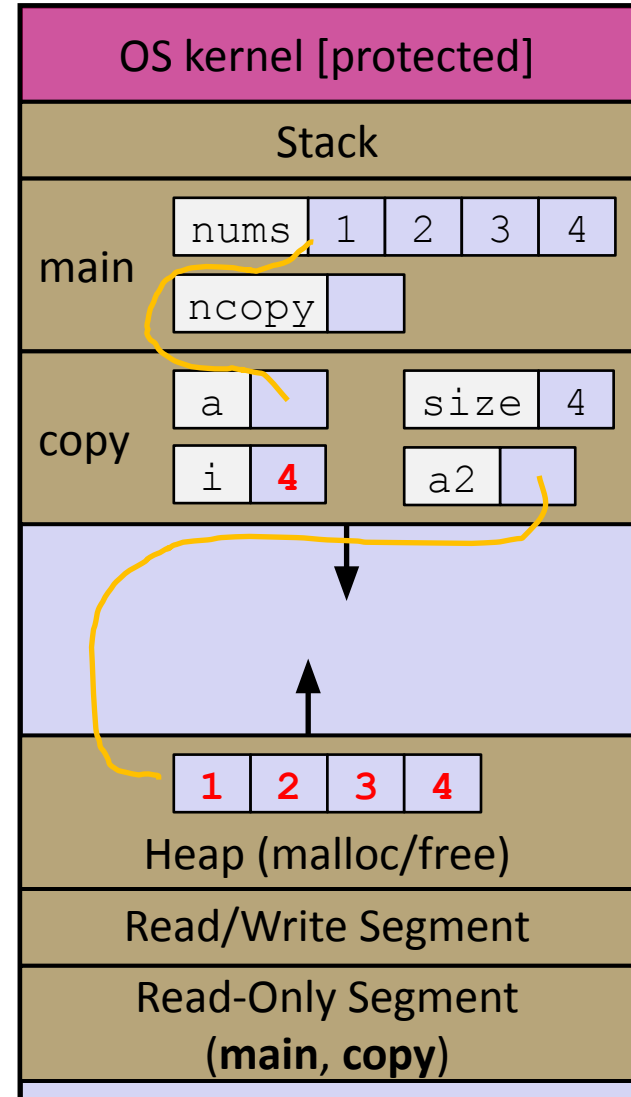 OS kernel [protected]
Stack
main
nums 1 2 3 4
ncopy
copy
a size 4
i 4 a2
1 2 3 4
Heap (malloc/free)
Read/Write Segment
Read-Only Segment
(main, copy)